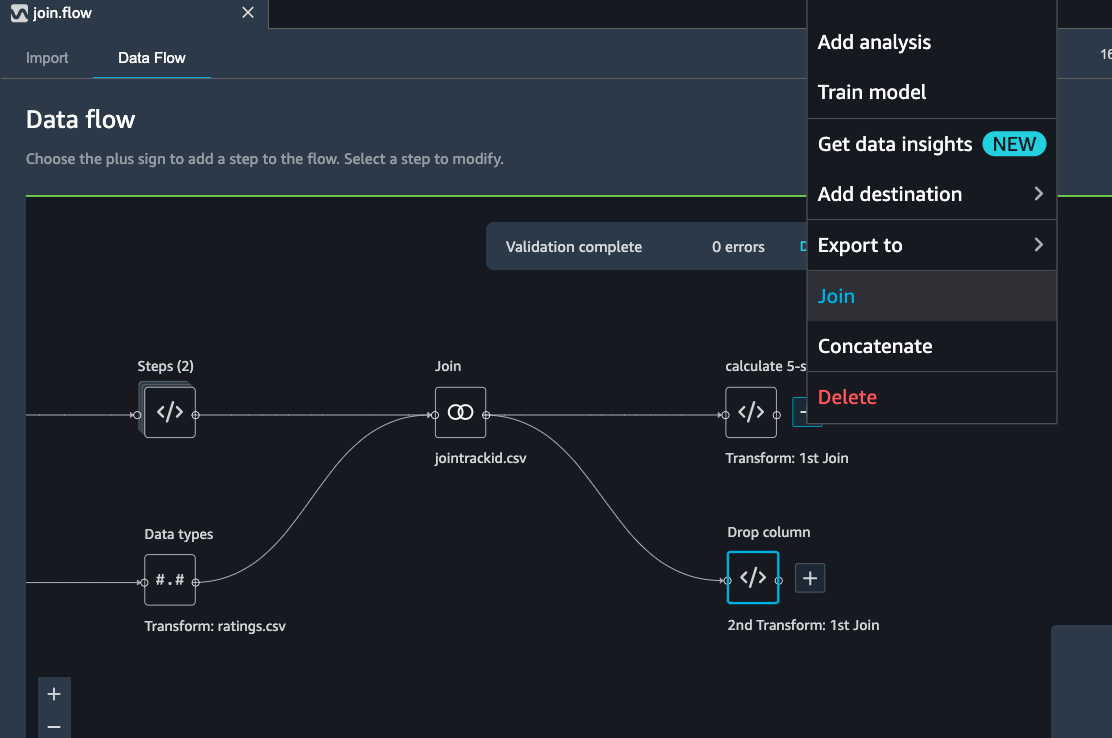 join.flow
Import
Data Flow
16
Data flow
Choose the plus sign to add a step to the flow. Select a step to modify.
Validation complete
0 errors
Add analysis
Train model
Get data insights NEW
Add destination
Export to
Join
Concatenate
Delete
Steps (2)
Join
calculate 5-s
</>
</>
jointrackid.csv
Transform: 1st Join
Data types
Drop column
#.#
</>
+
Transform: ratings.csv
2nd Transform: 1st Join
+
−